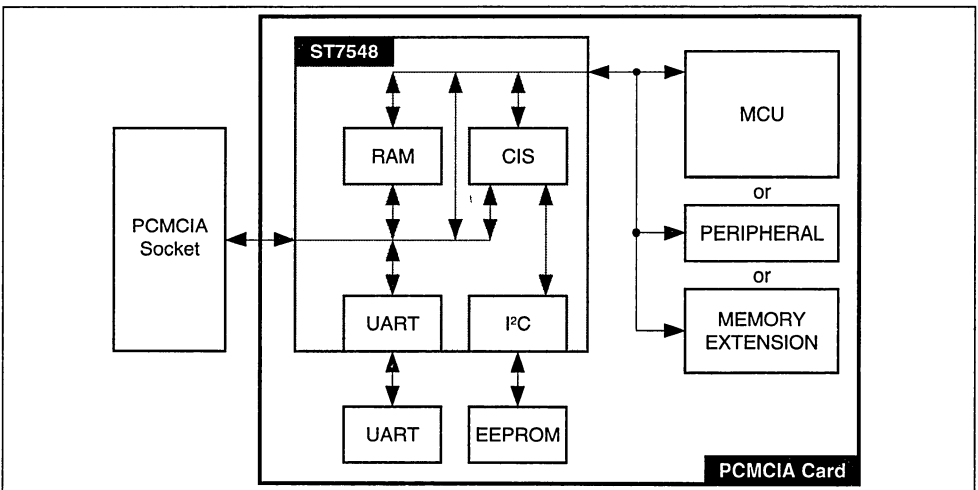 ST7548
MCU
RAM
CIS
or
PCMCIA
Socket
PERIPHERAL
or
UART
I²C
MEMORY
EXTENSION
UART
EEPROM
PCMCIA Card